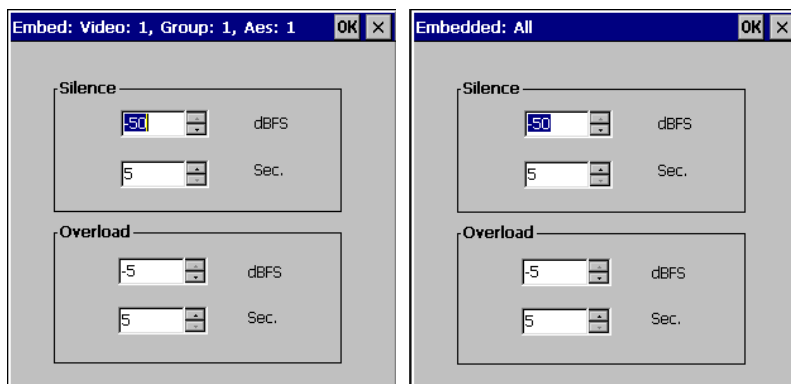 Embed: Video: 1, Group: 1, Aes: 1 OK
Silence
-50 dBFS
5 Sec.
Overload
-5 dBFS
5 Sec.
Embedded: All OK
Silence
-50 dBFS
5 Sec.
Overload
-5 dBFS
5 Sec.